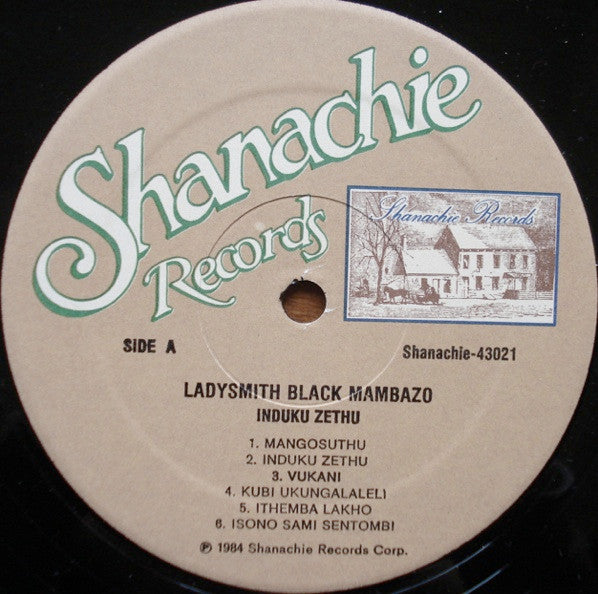 Shanachie
Records
Shanachie Records
SIDE A
Shanachie-43021
LADYSMITH BLACK MAMBAZO
INDUKU ZETHU
1. MANGOSUTHU
2. INDUKU ZETHU
3. VUKANI
4. KUBI UKUNGALALELI
5. ITHEMBA LAKHO
6. ISONO SAMI SENTOMBI
℗ 1984 Shanachie Records Corp.